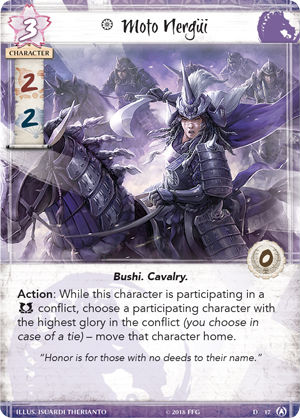 3
Moto Nergüi
CHARACTER
2
2
0
Bushi. Cavalry.
Action: While this character is participating in a
conflict, choose a participating character with
the highest glory in the conflict (you choose in
case of a tie) – move that character home.
"Honor is for those with no deeds to their name."
ILLUS. ISUARDI THERIANTO
© 2018 FFG
D 17